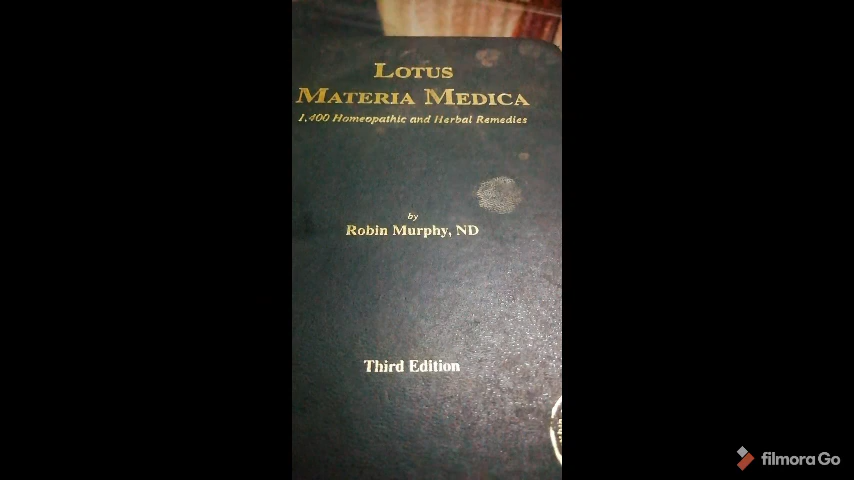 LOTUS
MATERIA MEDICA
1,400 Homeopathic and Herbal Remedies
by
Robin Murphy, ND
Third Edition
filmoraGo